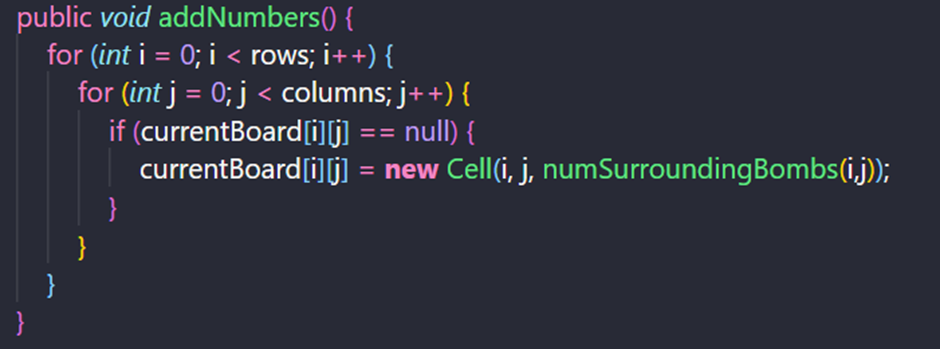 public void addNumbers() {
for (int i = 0; i < rows; i++) {
for (int j = 0; j < columns; j++) {
if (currentBoard[i][j] == null) {
currentBoard[i][j] = new Cell(i, j, numSurroundingBombs(i,j));
}
}
}
}